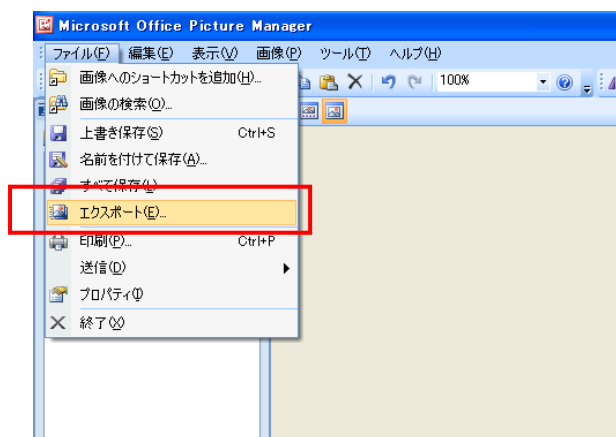 Microsoft Office Picture Manager
ファイル(F) 編集(E) 表示(V) 画像(P) ツール(T) ヘルプ(H)
画像へのショートカットを追加(H)...
100%
画像の検索(O)...
上書き保存(S) Ctrl+S
名前を付けて保存(A)...
すべて保存(L)
エクスポート(E)...
印刷(P)... Ctrl+P
送信(D)
プロパティ(I)
終了(X)